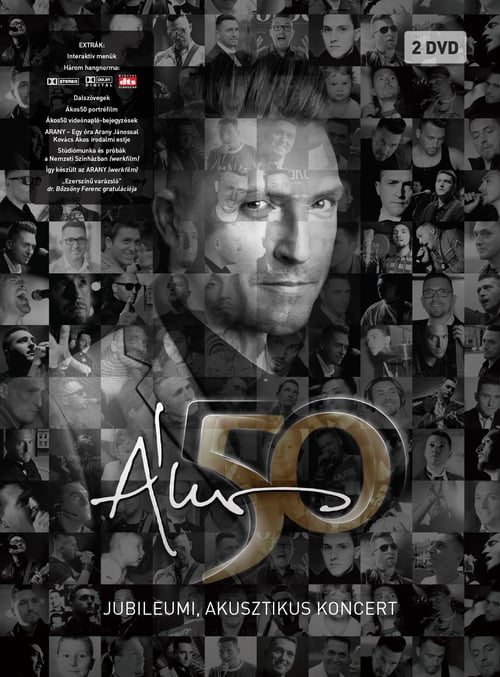 EXTRÁK:
Interaktív menük
Három hangnorma:
STEREO DOLBY DIGITAL dts
Dalszövegek
Ákos50 portréfilm
Ákos50 videónapló-bejegyzések
ARANY – Egy óra Arany Jánossal
Kovács Ákos irodalmi estje
Stúdiómunka és próbák
a Nemzeti Színházban (werkfilm)
Így készült az ARANY (werkfilm)
„Ezerszínű varázsló"
dr. Bőzsöny Ferenc gratulációja
2 DVD
Ákos
50
JUBILEUMI, AKUSZTIKUS KONCERT